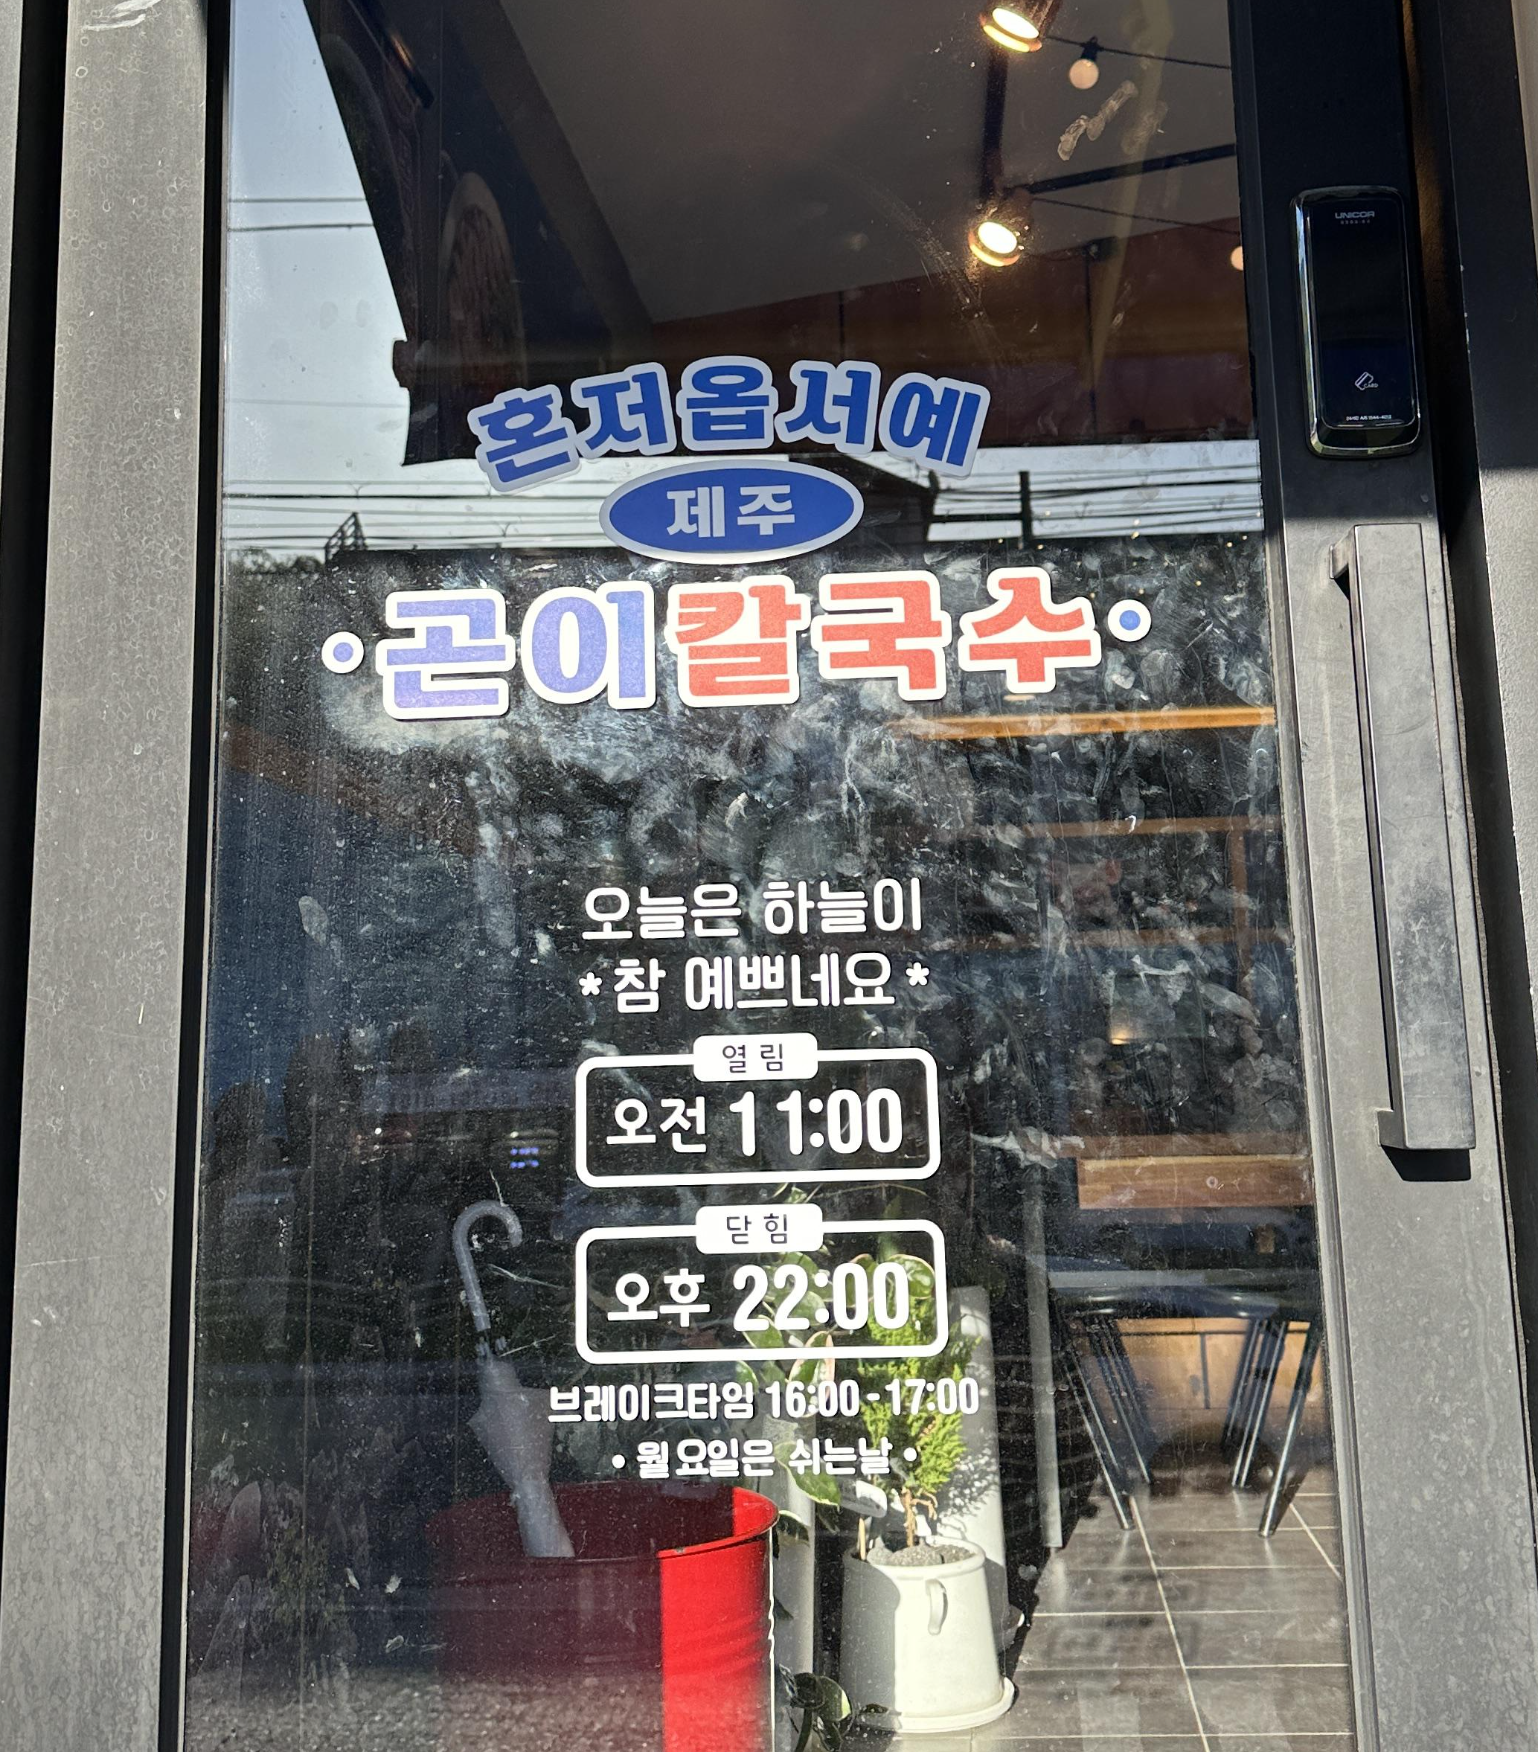 혼저옵서예
제주
곤이칼국수
오늘은 하늘이
*참 예쁘네요*
열림
오전 11:00
닫힘
오후 22:00
브레이크타임 16:00-17:00
• 월요일은 쉬는날 •
UNICOR
CARD